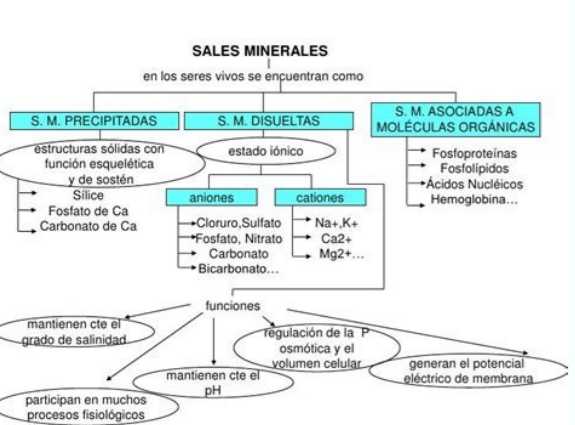 SALES MINERALES
en los seres vivos se encuentran como
S. M. PRECIPITADAS
S. M. DISUELTAS
S. M. ASOCIADAS A
MOLÉCULAS ORGÁNICAS
estructuras sólidas con
función esquelética
y de sostén
Sílice
Fosfato de Ca
Carbonato de Ca
estado iónico
aniones
cationes
Cloruro,Sulfato
Fosfato, Nitrato
Carbonato
Bicarbonato…
Na+,K+
Ca2+
Mg2+…
Fosfoproteínas
Fosfolípidos
Ácidos Nucléicos
Hemoglobina…
funciones
mantienen cte el
grado de salinidad
participan en muchos
procesos fisiológicos
mantienen cte el
pH
regulación de la P
osmótica y el
volumen celular
generan el potencial
eléctrico de membrana